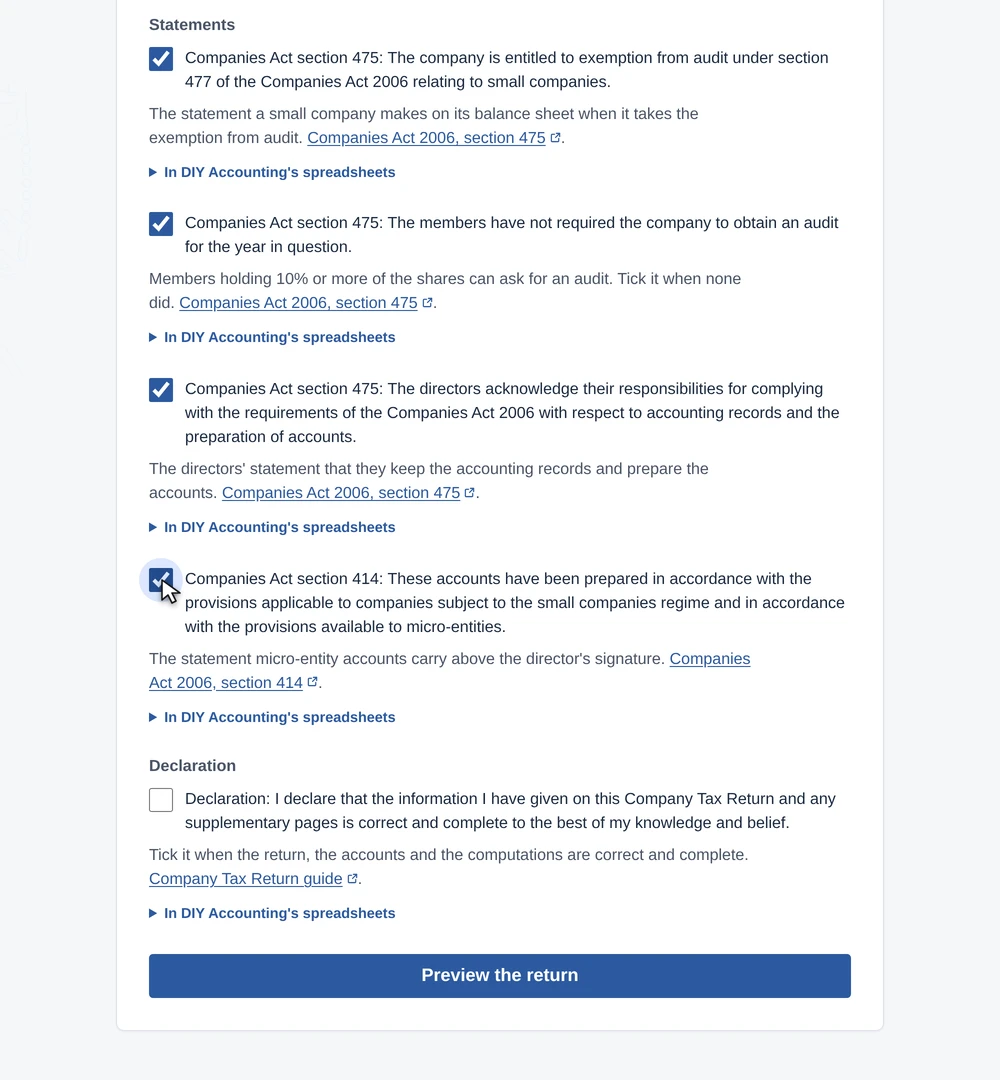 Statements
Companies Act section 475: The company is entitled to exemption from audit under section
477 of the Companies Act 2006 relating to small companies.
The statement a small company makes on its balance sheet when it takes the
exemption from audit. Companies Act 2006, section 475.
In DIY Accounting's spreadsheets
Companies Act section 475: The members have not required the company to obtain an audit
for the year in question.
Members holding 10% or more of the shares can ask for an audit. Tick it when none
did. Companies Act 2006, section 475.
In DIY Accounting's spreadsheets
Companies Act section 475: The directors acknowledge their responsibilities for complying
with the requirements of the Companies Act 2006 with respect to accounting records and the
preparation of accounts.
The directors' statement that they keep the accounting records and prepare the
accounts. Companies Act 2006, section 475.
In DIY Accounting's spreadsheets
Companies Act section 414: These accounts have been prepared in accordance with the
provisions applicable to companies subject to the small companies regime and in accordance
with the provisions available to micro-entities.
The statement micro-entity accounts carry above the director's signature. Companies
Act 2006, section 414.
In DIY Accounting's spreadsheets
Declaration
Declaration: I declare that the information I have given on this Company Tax Return and any
supplementary pages is correct and complete to the best of my knowledge and belief.
Tick it when the return, the accounts and the computations are correct and complete.
Company Tax Return guide.
In DIY Accounting's spreadsheets
Preview the return